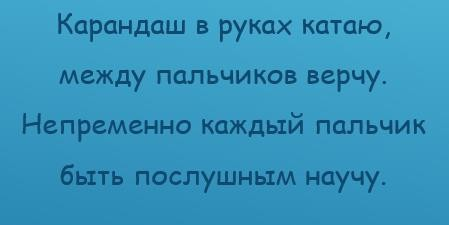 Карандаш в руках катаю,
между пальчиков верчу.
Непременно каждый пальчик
быть послушным научу.